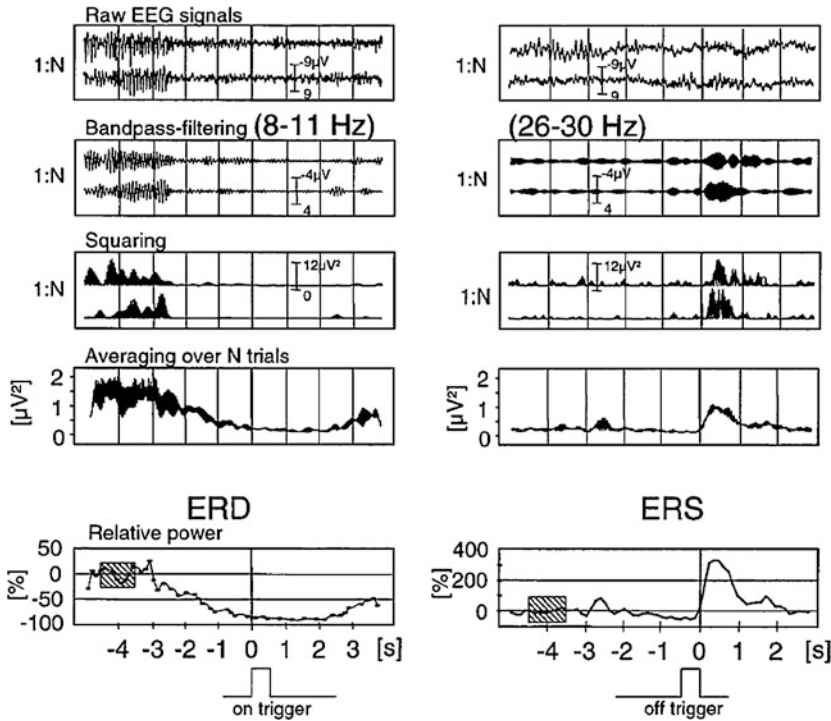 Raw EEG signals
1:N
-9µV
9
1:N
-9µV
9
Bandpass-filtering (8-11 Hz)
(26-30 Hz)
1:N
-4µV
4
1:N
-4µV
4
Squaring
1:N
12µV²
0
1:N
12µV²
Averaging over N trials
[µV²]
2
1
0
[µV²]
2
1
0
ERD
ERS
Relative power
[%]
50
0
-50
-100
[%]
400
200
0
-4 -3 -2 -1 0 1 2 3 [s]
-4 -3 -2 -1 0 1 2 [s]
on trigger
off trigger